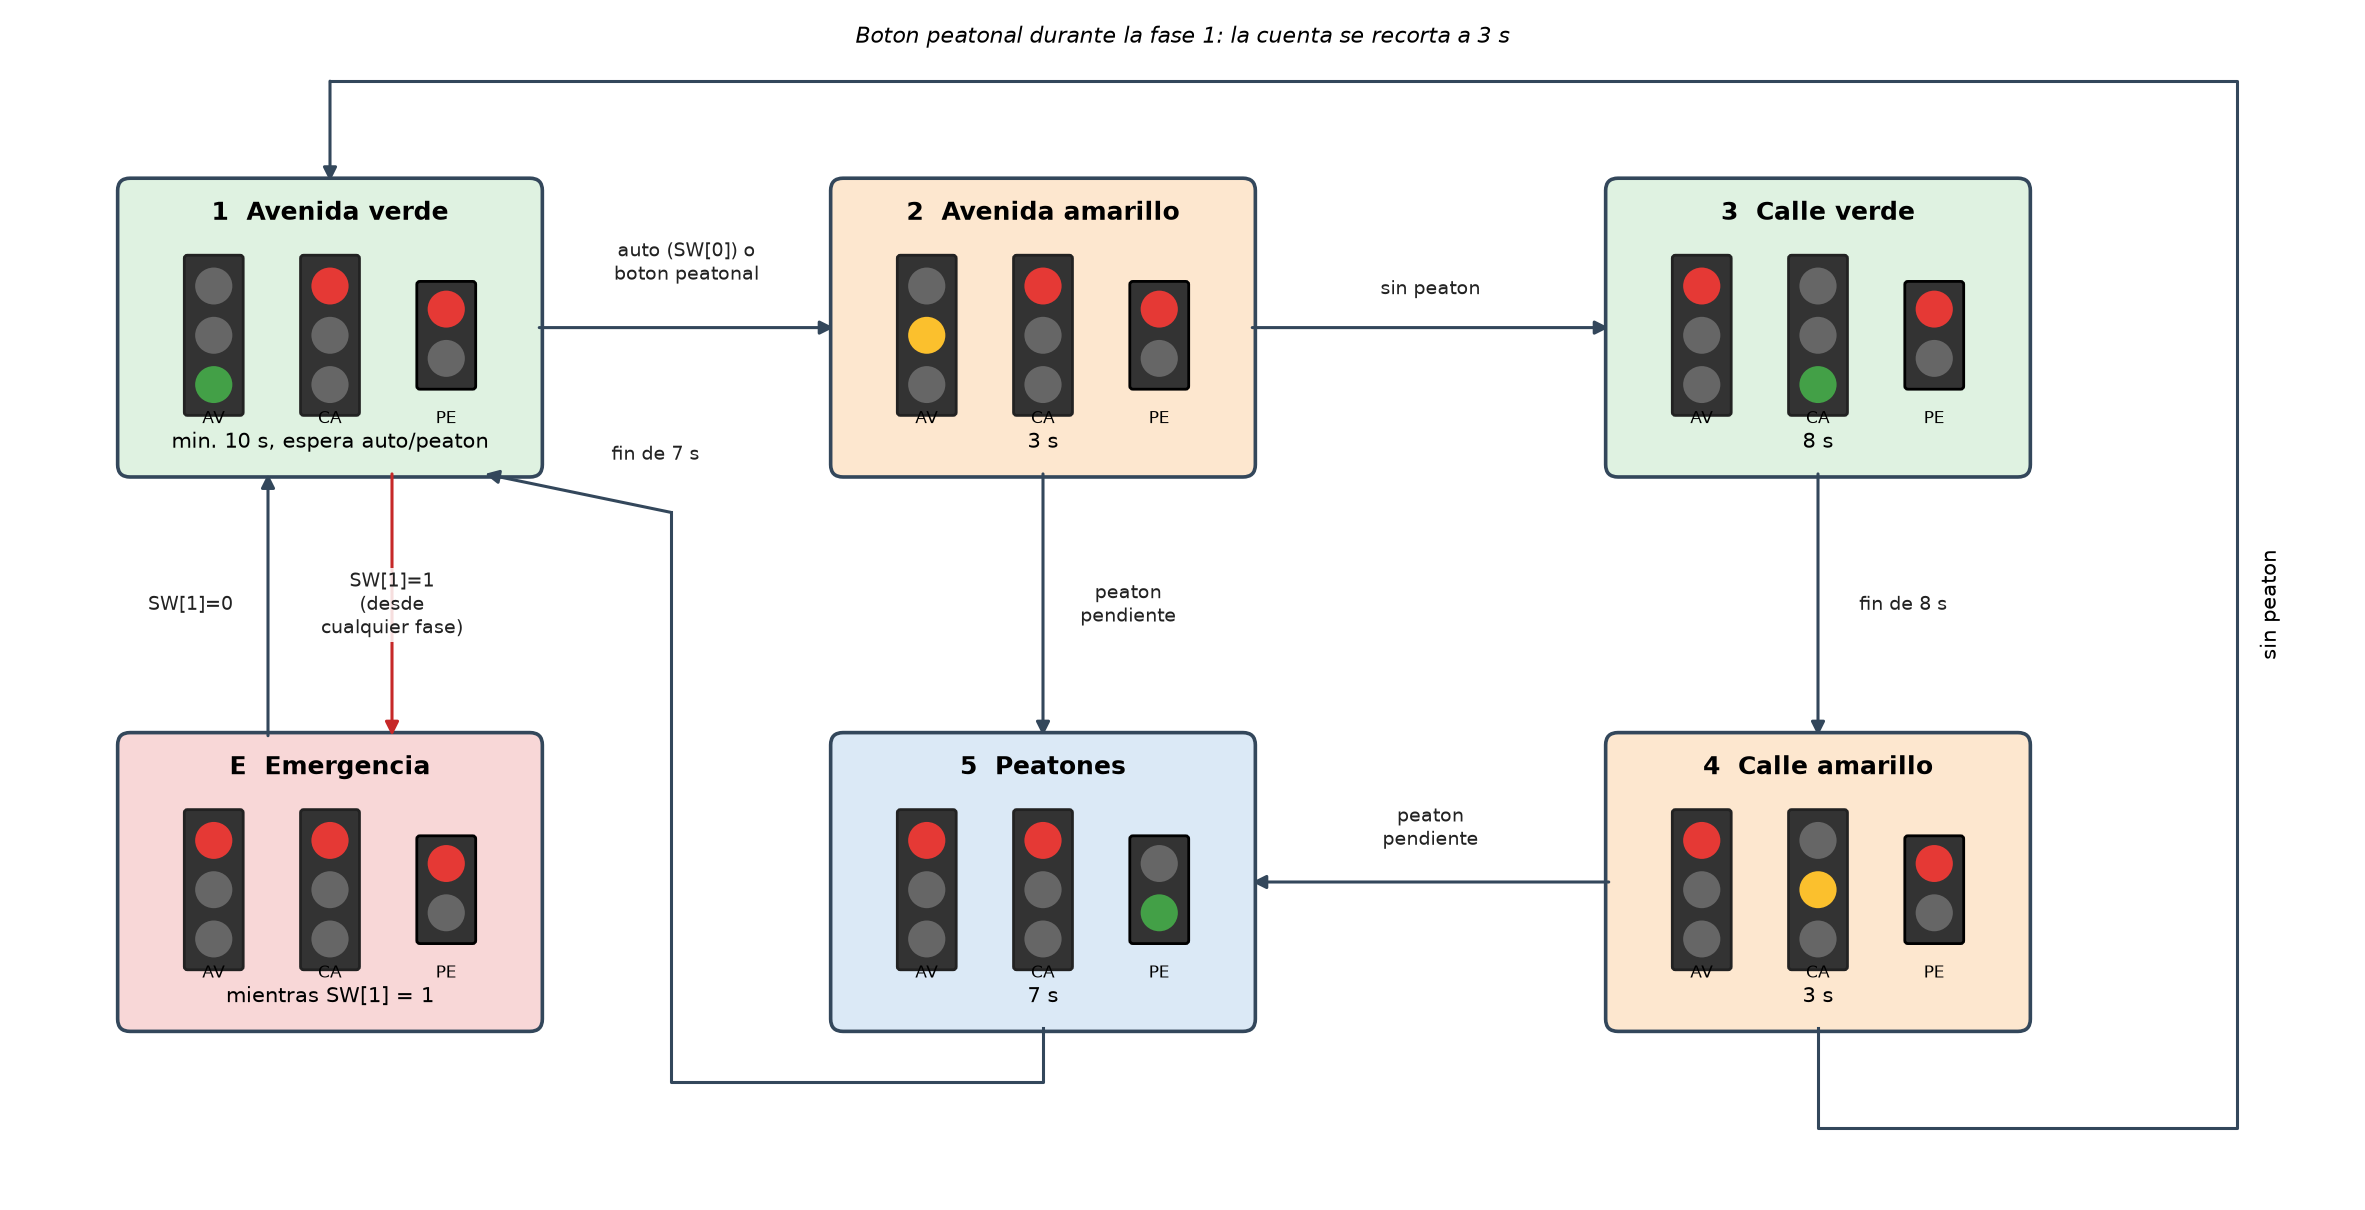 Boton peatonal durante la fase 1: la cuenta se recorta a 3 s
1  Avenida verde
AV
CA
PE
min. 10 s, espera auto/peaton
auto (SW[0]) o
boton peatonal
2  Avenida amarillo
AV
CA
PE
3 s
sin peaton
3  Calle verde
AV
CA
PE
8 s
fin de 7 s
SW[1]=0
SW[1]=1
(desde
cualquier fase)
peaton
pendiente
fin de 8 s
sin peaton
E  Emergencia
AV
CA
PE
mientras SW[1] = 1
5  Peatones
AV
CA
PE
7 s
peaton
pendiente
4  Calle amarillo
AV
CA
PE
3 s